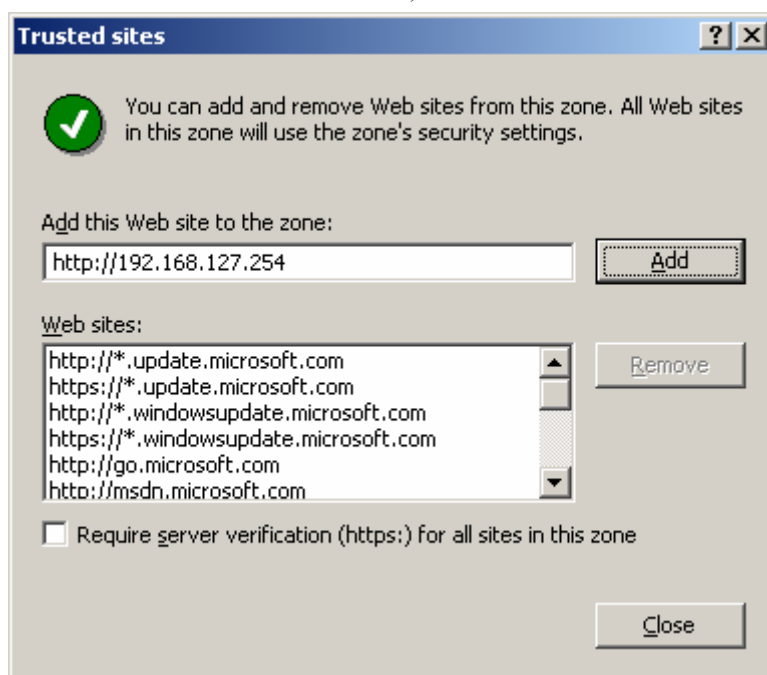 Trusted sites
You can add and remove Web sites from this zone. All Web sites
in this zone will use the zone's security settings.
Add this Web site to the zone:
http://192.168.127.254
Add
Web sites:
http://*.update.microsoft.com
https://*.update.microsoft.com
http://*.windowsupdate.microsoft.com
https://*.windowsupdate.microsoft.com
http://go.microsoft.com
http://msdn.microsoft.com
Remove
Require server verification (https:) for all sites in this zone
Close